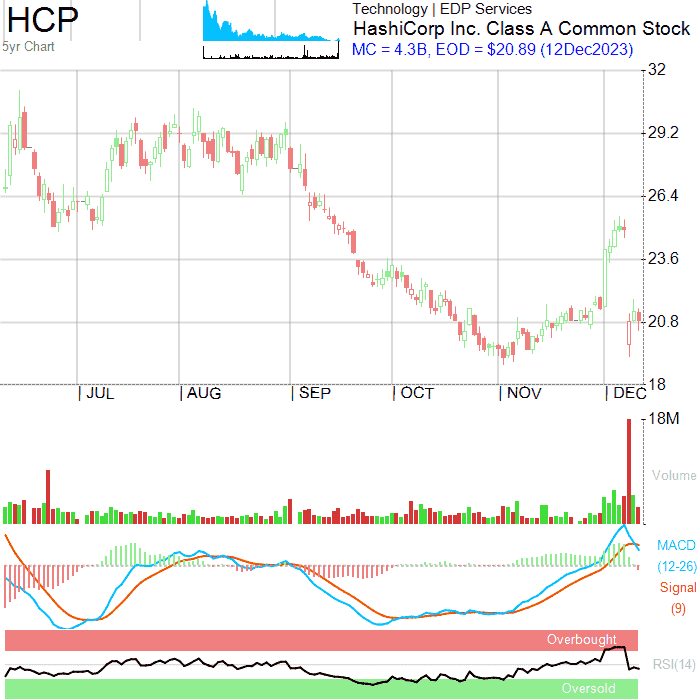 HCP
5yr Chart
Technology | EDP Services
HashiCorp Inc. Class A Common Stock
MC = 4.3B, EOD = $20.89 (12Dec2023)
32
29.2
26.4
23.6
20.8
18
JUL
AUG
SEP
OCT
NOV
DEC
18M
Volume
MACD
(12-26)
Signal
(9)
Overbought
RSI(14)
Oversold